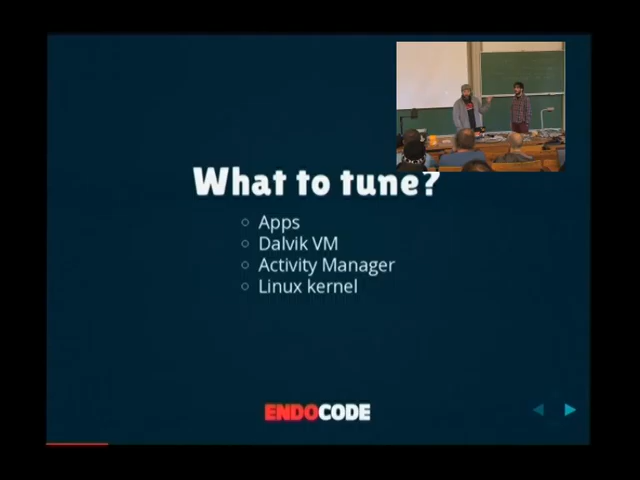 What to tune?
Apps
Dalvik VM
Activity Manager
Linux kernel
ENDOCODE